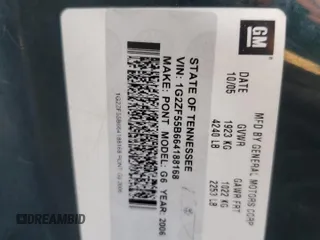 GM
MFD BY GENERAL MOTORS CORP
DATE GVWR GAWR FRT
10/05 1923 KG 1022 KG
4240 LB 2253 LB
STATE OF TENNESSEE
VIN: 1G2ZF55B664188168
MAKE: PONT MODEL: G6 YEAR: 2006
DREAMBID